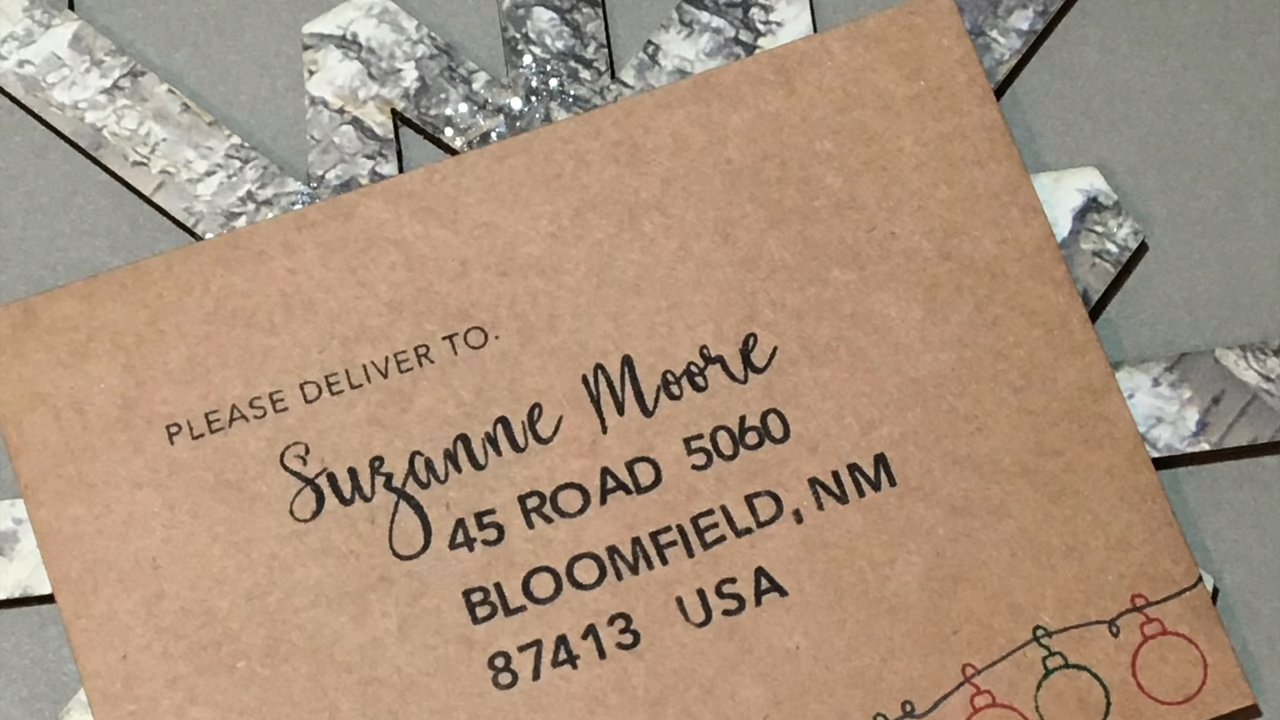 PLEASE DELIVER TO.
Suzanne Moore
45 ROAD 5060
BLOOMFIELD, NM
87413 USA